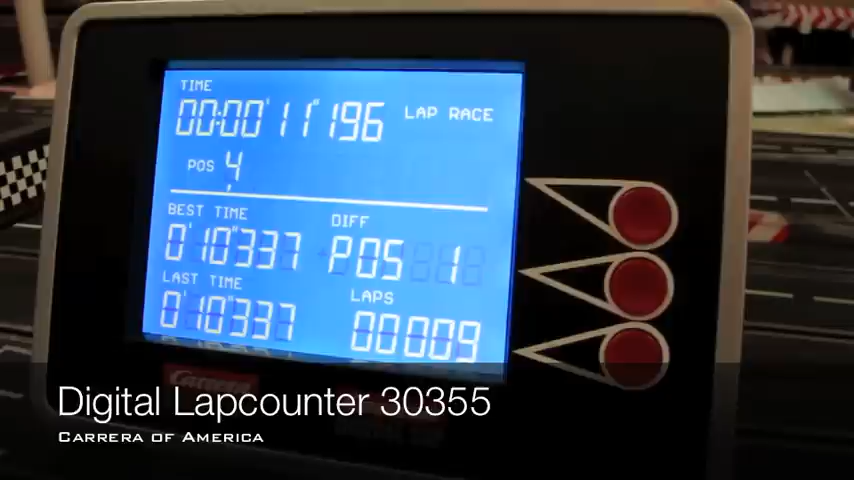 TIME
00:00'11"196 LAP RACE
POS 4
BEST TIME DIFF
0'10"337 POS 1
LAST TIME LAPS
0'10"337 00009
Carrera
Digital Lapcounter 30355
CARRERA OF AMERICA